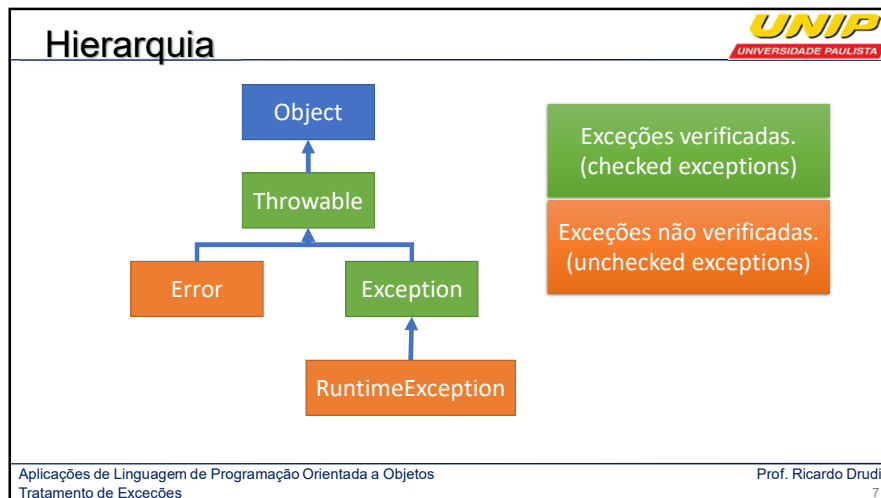 Hierarquia
UNIP
UNIVERSIDADE PAULISTA
Object
Throwable
Error
Exception
RuntimeException
Exceções verificadas.
(checked exceptions)
Exceções não verificadas.
(unchecked exceptions)
Aplicações de Linguagem de Programação Orientada a Objetos
Tratamento de Exceções
Prof. Ricardo Drudi
7